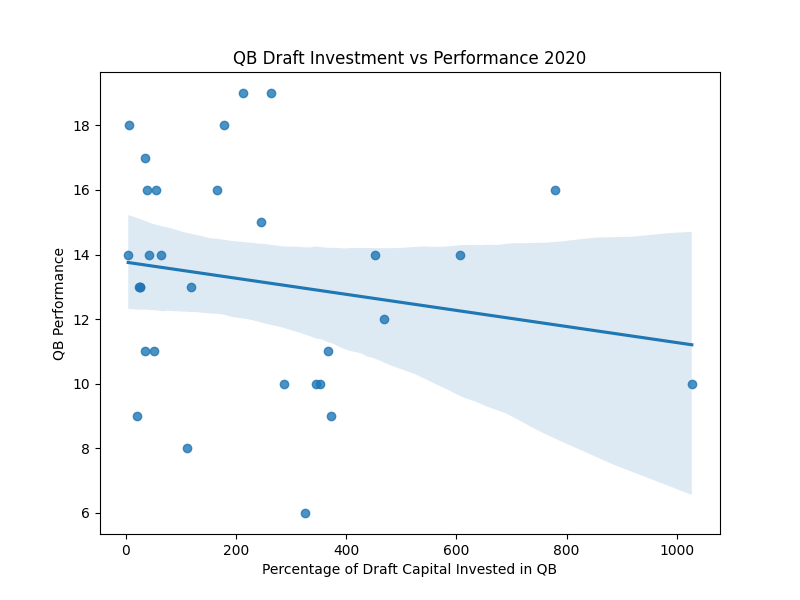 QB Draft Investment vs Performance 2020
QB Performance
18
16
14
12
10
8
6
0 200 400 600 800 1000
Percentage of Draft Capital Invested in QB